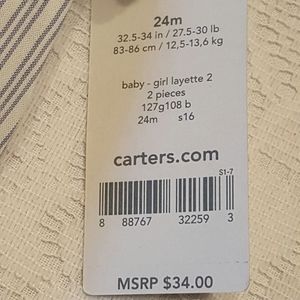 24m
32.5-34 in / 27.5-30 lb
83-86 cm / 12,5-13,6 kg
baby - girl layette 2
2 pieces
127g108 b
24m s16
carters.com
S1-7
8 88767 32259 3
MSRP $34.00